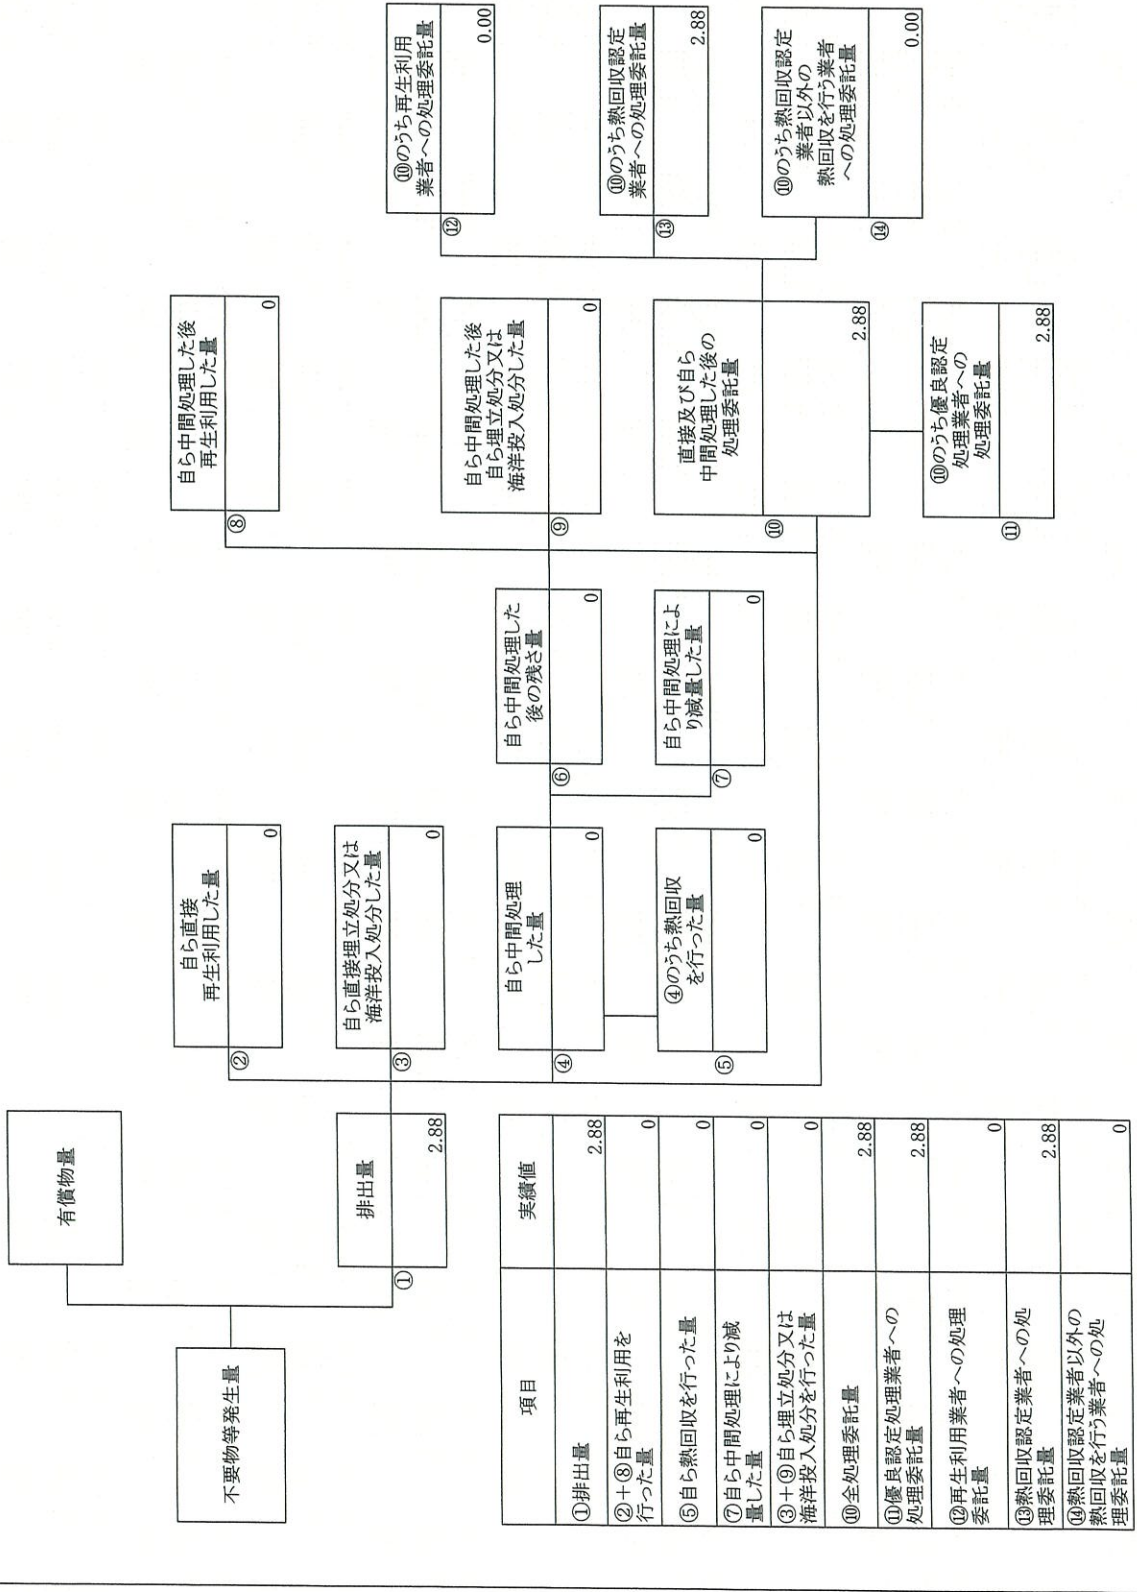 有償物量
不要物等発生量
排出量
①
2.88
自ら直接
再生利用した量
②
0
自ら直接埋立処分又は
海洋投入処分した量
③
0
自ら中間処理
した量
④
0
④のうち熱回収
を行った量
⑤
0
自ら中間処理した
後の残さ量
⑥
0
自ら中間処理によ
り減量した量
⑦
0
自ら中間処理した後
再生利用した量
⑧
0
自ら中間処理した後
自ら埋立処分又は
海洋投入処分した量
⑨
0
直接及び自ら
中間処理した後の
処理委託量
⑩
2.88
⑩のうち優良認定
処理業者への
処理委託量
⑪
2.88
⑩のうち再生利用
業者への処理委託量
⑫
0.00
⑩のうち熱回収認定
業者への処理委託量
⑬
2.88
⑩のうち熱回収認定
業者以外の
熱回収を行う業者
への処理委託量
⑭
0.00
項目 実績値
①排出量 2.88
②+⑧自ら再生利用を
行った量 0
⑤自ら熱回収を行った量 0
⑦自ら中間処理により減
量した量 0
③+⑨自ら埋立処分又は
海洋投入処分を行った量 0
⑩全処理委託量 2.88
⑪優良認定処理業者への
処理委託量 2.88
⑫再生利用業者への処理
委託量 0
⑬熱回収認定業者への処
理委託量 2.88
⑭熱回収認定業者以外の
熱回収を行う業者への処
理委託量 0